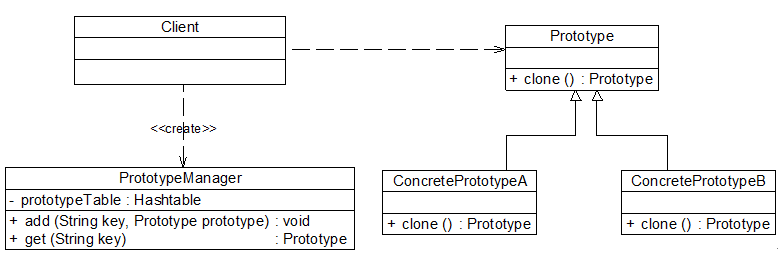 Client
Prototype
+ clone () : Prototype
<<create>>
PrototypeManager
- prototypeTable : Hashtable
+ add (String key, Prototype prototype) : void
+ get (String key) : Prototype
ConcretePrototypeA
+ clone () : Prototype
ConcretePrototypeB
+ clone () : Prototype